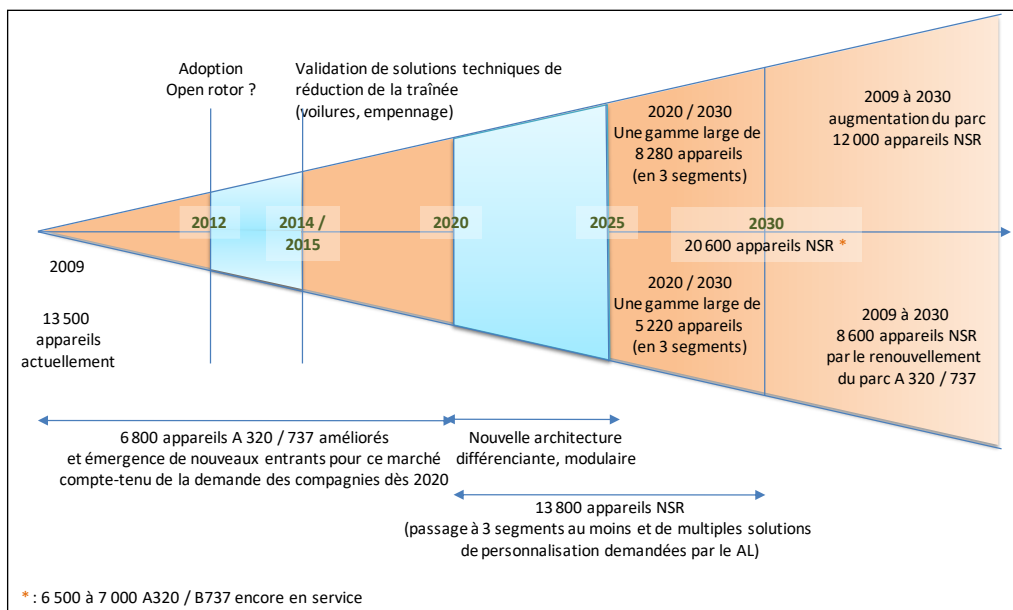 Adoption
Open rotor ?
Validation de solutions techniques de
réduction de la traînée
(voilures, empennage)
2020 / 2030
Une gamme large de
8 280 appareils
(en 3 segments)
2009 à 2030
augmentation du parc
12 000 appareils NSR
2012
2014 /
2015
2020
2025
2030
20 600 appareils NSR *
2009
13 500
appareils
actuellement
2020 / 2030
Une gamme large de
5 220 appareils
(en 3 segments)
2009 à 2030
8 600 appareils NSR
par le renouvellement
du parc A 320 / 737
6 800 appareils A 320 / 737 améliorés
et émergence de nouveaux entrants pour ce marché
compte-tenu de la demande des compagnies dès 2020
Nouvelle architecture
différenciante, modulaire
13 800 appareils NSR
(passage à 3 segments au moins et de multiples solutions
de personnalisation demandées par le AL)
* : 6 500 à 7 000 A320 / B737 encore en service